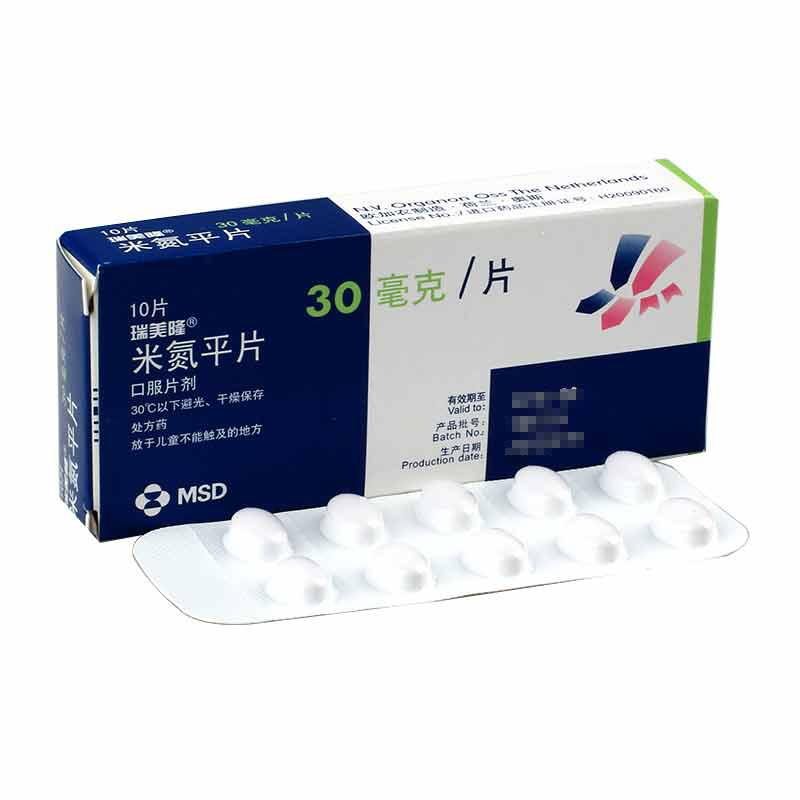 N.V. Organon Oss The Netherlands
欧加农制造，荷兰，奥斯
License No./进口药品注册证号：H20090160
10片
瑞美隆®
米氮平片
30毫克/片
10片
瑞美隆®
米氮平片
口服片剂
30℃以下避光、干燥保存
处方药
放于儿童不能触及的地方
MSD
30毫克/片
有效期至
Valid to:
产品批号:
Batch No.:
生产日期
Production date:
米氮平片